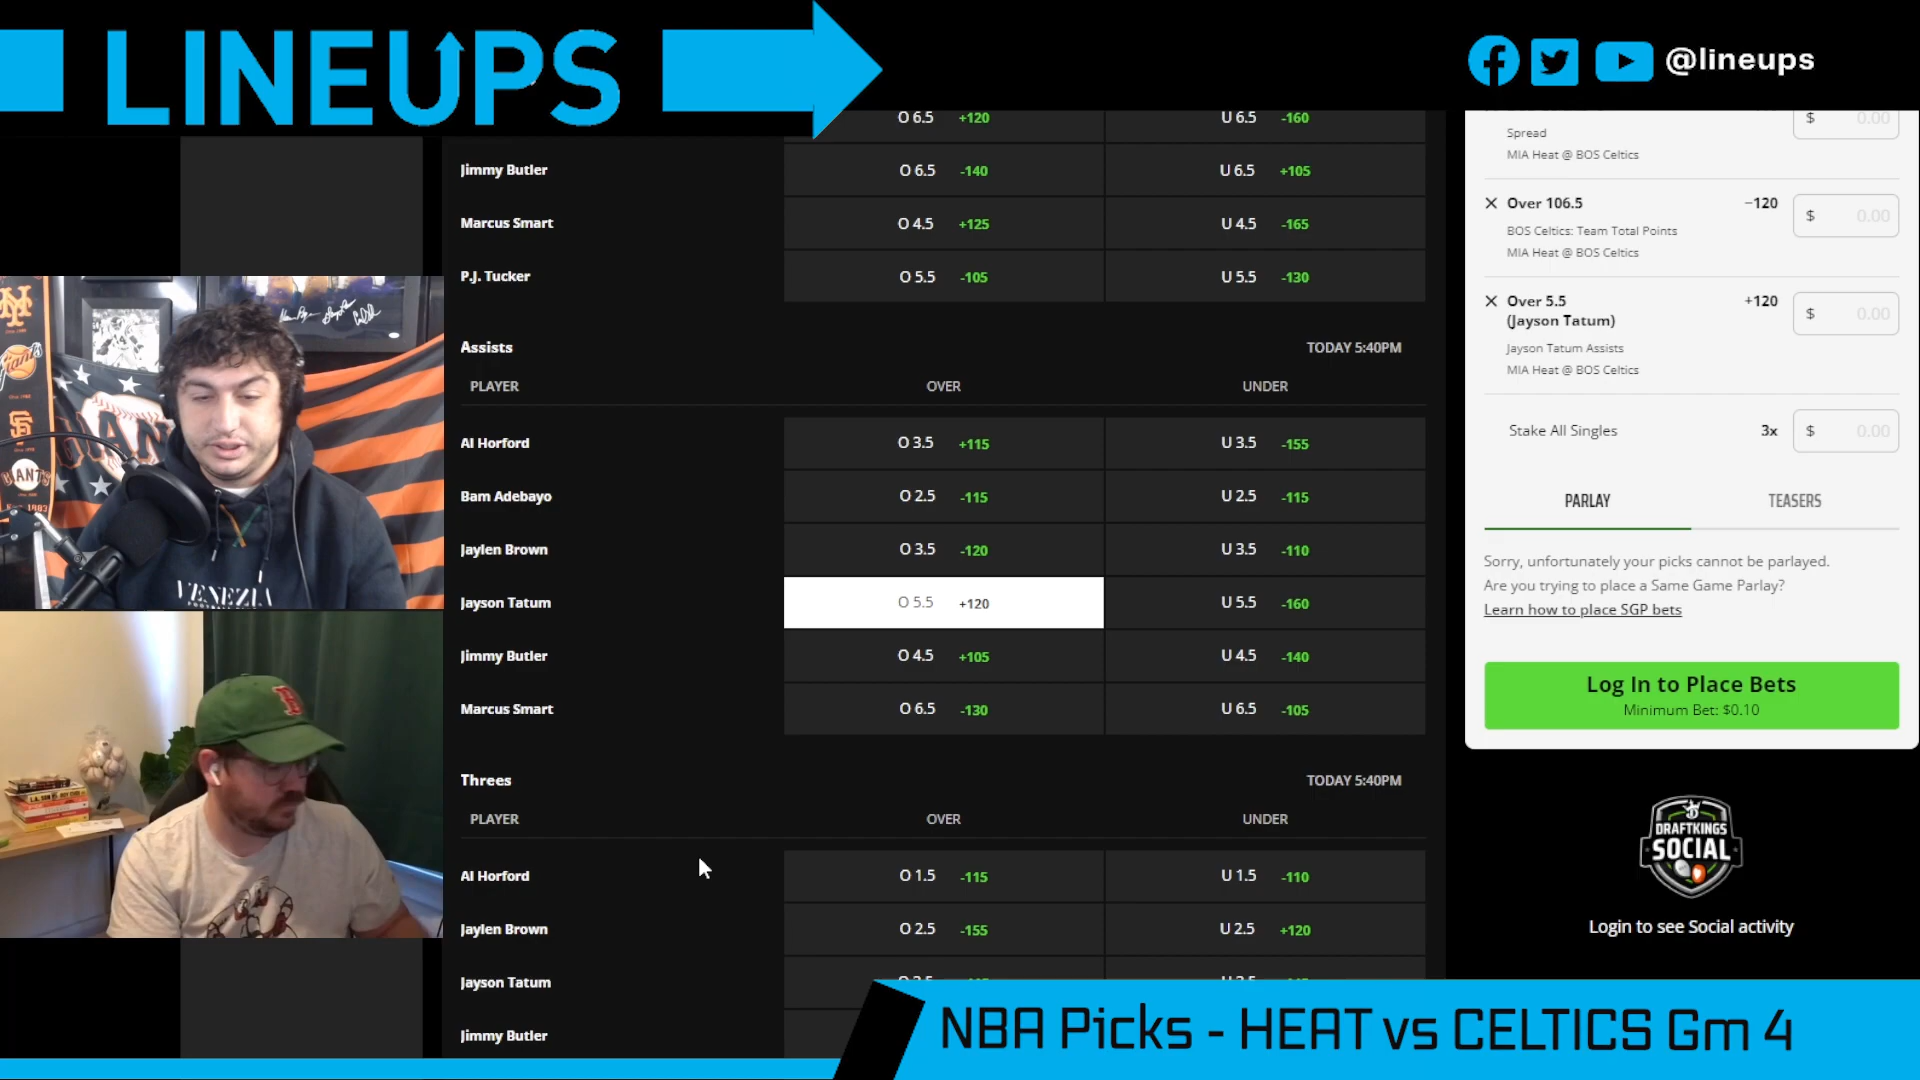 LINEUPS
@lineups
O 6.5 +120 U 6.5 -160
Jimmy Butler O 6.5 -140 U 6.5 +105
Marcus Smart O 4.5 +125 U 4.5 -165
P.J. Tucker O 5.5 -105 U 5.5 -130
Assists TODAY 5:40PM
PLAYER OVER UNDER
Al Horford O 3.5 +115 U 3.5 -155
Bam Adebayo O 2.5 -115 U 2.5 -115
Jaylen Brown O 3.5 -120 U 3.5 -110
Jayson Tatum O 5.5 +120 U 5.5 -160
Jimmy Butler O 4.5 +105 U 4.5 -140
Marcus Smart O 6.5 -130 U 6.5 -105
Threes TODAY 5:40PM
PLAYER OVER UNDER
Al Horford O 1.5 -115 U 1.5 -110
Jaylen Brown O 2.5 -155 U 2.5 +120
Jayson Tatum
Jimmy Butler
$ 0.00
Spread
MIA Heat @ BOS Celtics
Over 106.5 −120 $ 0.00
BOS Celtics: Team Total Points
MIA Heat @ BOS Celtics
Over 5.5 +120 $ 0.00
(Jayson Tatum)
Jayson Tatum Assists
MIA Heat @ BOS Celtics
Stake All Singles 3x $ 0.00
PARLAY TEASERS
Sorry, unfortunately your picks cannot be parlayed.
Are you trying to place a Same Game Parlay?
Learn how to place SGP bets
Log In to Place Bets
Minimum Bet: $0.10
DRAFTKINGS
SOCIAL
Login to see Social activity
GIANTS
VENEZIA
B
NBA Picks - HEAT vs CELTICS Gm 4